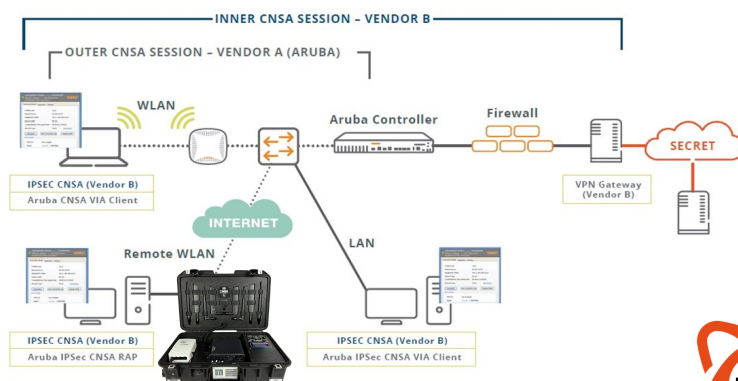 INNER CNSA SESSION – VENDOR B
OUTER CNSA SESSION – VENDOR A (ARUBA)
WLAN
Aruba Controller
Firewall
SECRET
IPSEC CNSA (Vendor B)
Aruba CNSA VIA Client
VPN Gateway
(Vendor B)
INTERNET
LAN
Remote WLAN
IPSEC CNSA (Vendor B)
Aruba IPSec CNSA RAP
IPSEC CNSA (Vendor B)
Aruba IPSec CNSA VIA Client